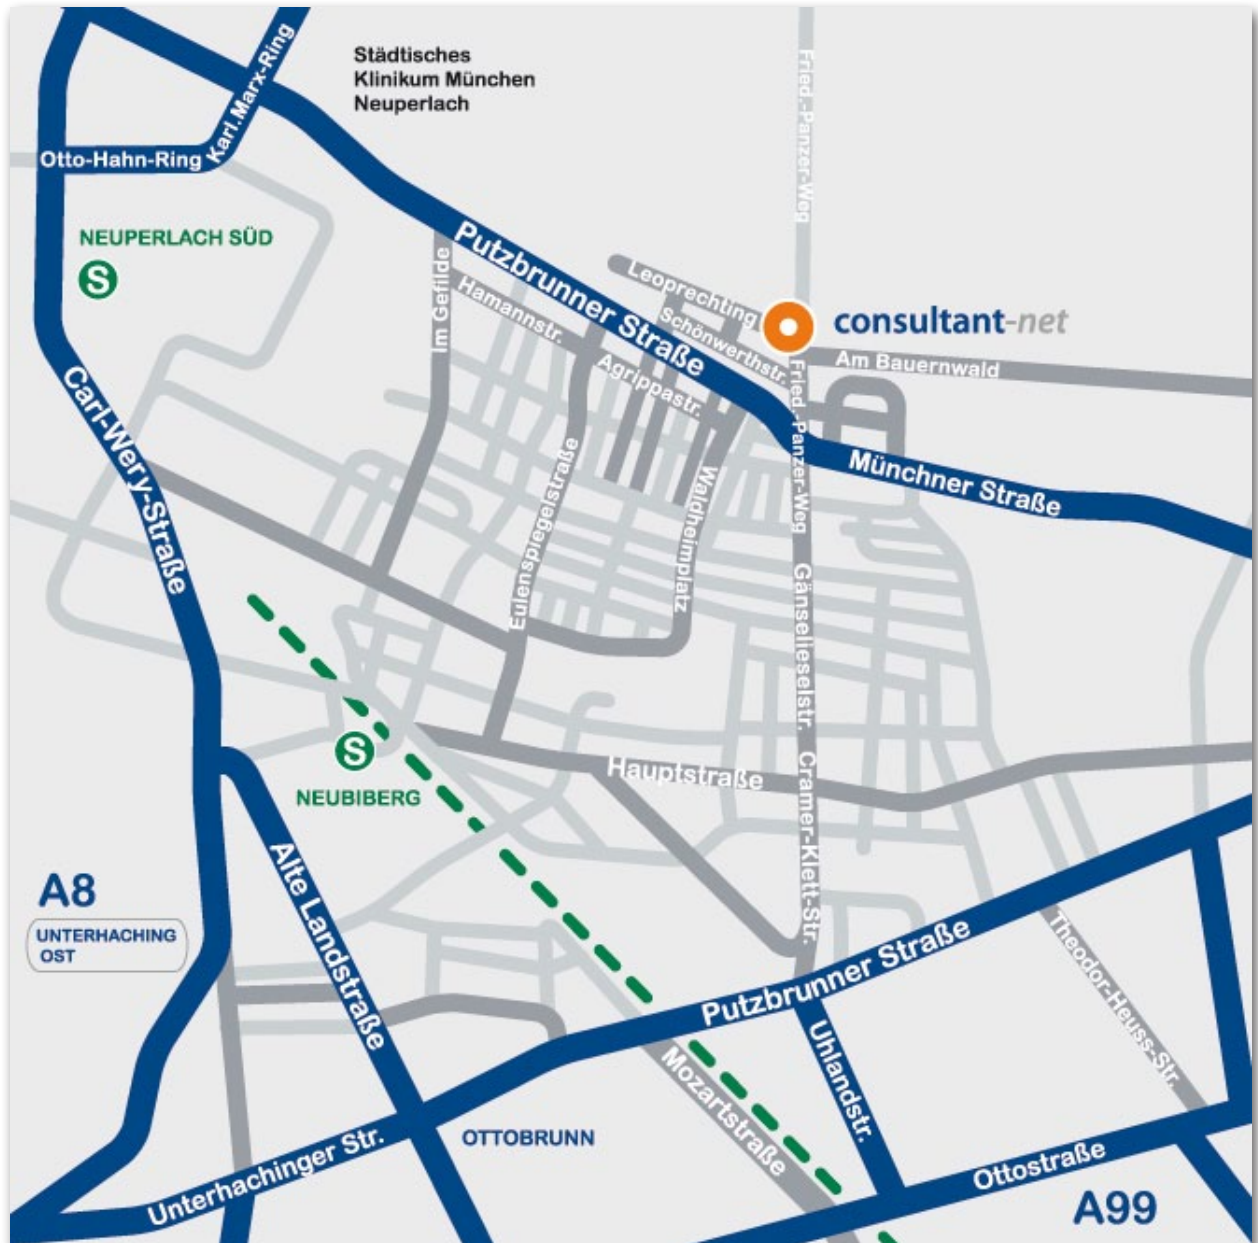 Karl.Marx-Ring
Städtisches
Klinikum München
Neuperlach
Fried.-Panzer-Weg
Otto-Hahn-Ring
NEUPERLACH SÜD
S
Putzbrunner Straße
Im Gefilde
Hamannstr.
Leoprechting
Schönwerthstr.
consultant-net
Am Bauernwald
Agrippastr.
Fried.-Panzer-Weg
Carl-Wery-Straße
Münchner Straße
Eulenspiegelstraße
Waldheimplatz
Gänselieselstr.
S
NEUBIBERG
Hauptstraße
Cramer-Klett-Str.
A8
UNTERHACHING
OST
Alte Landstraße
Putzbrunner Straße
Theodor-Heuss-Str.
Uhlandstr.
Mozartstraße
OTTOBRUNN
Unterhachinger Str.
Ottostraße
A99